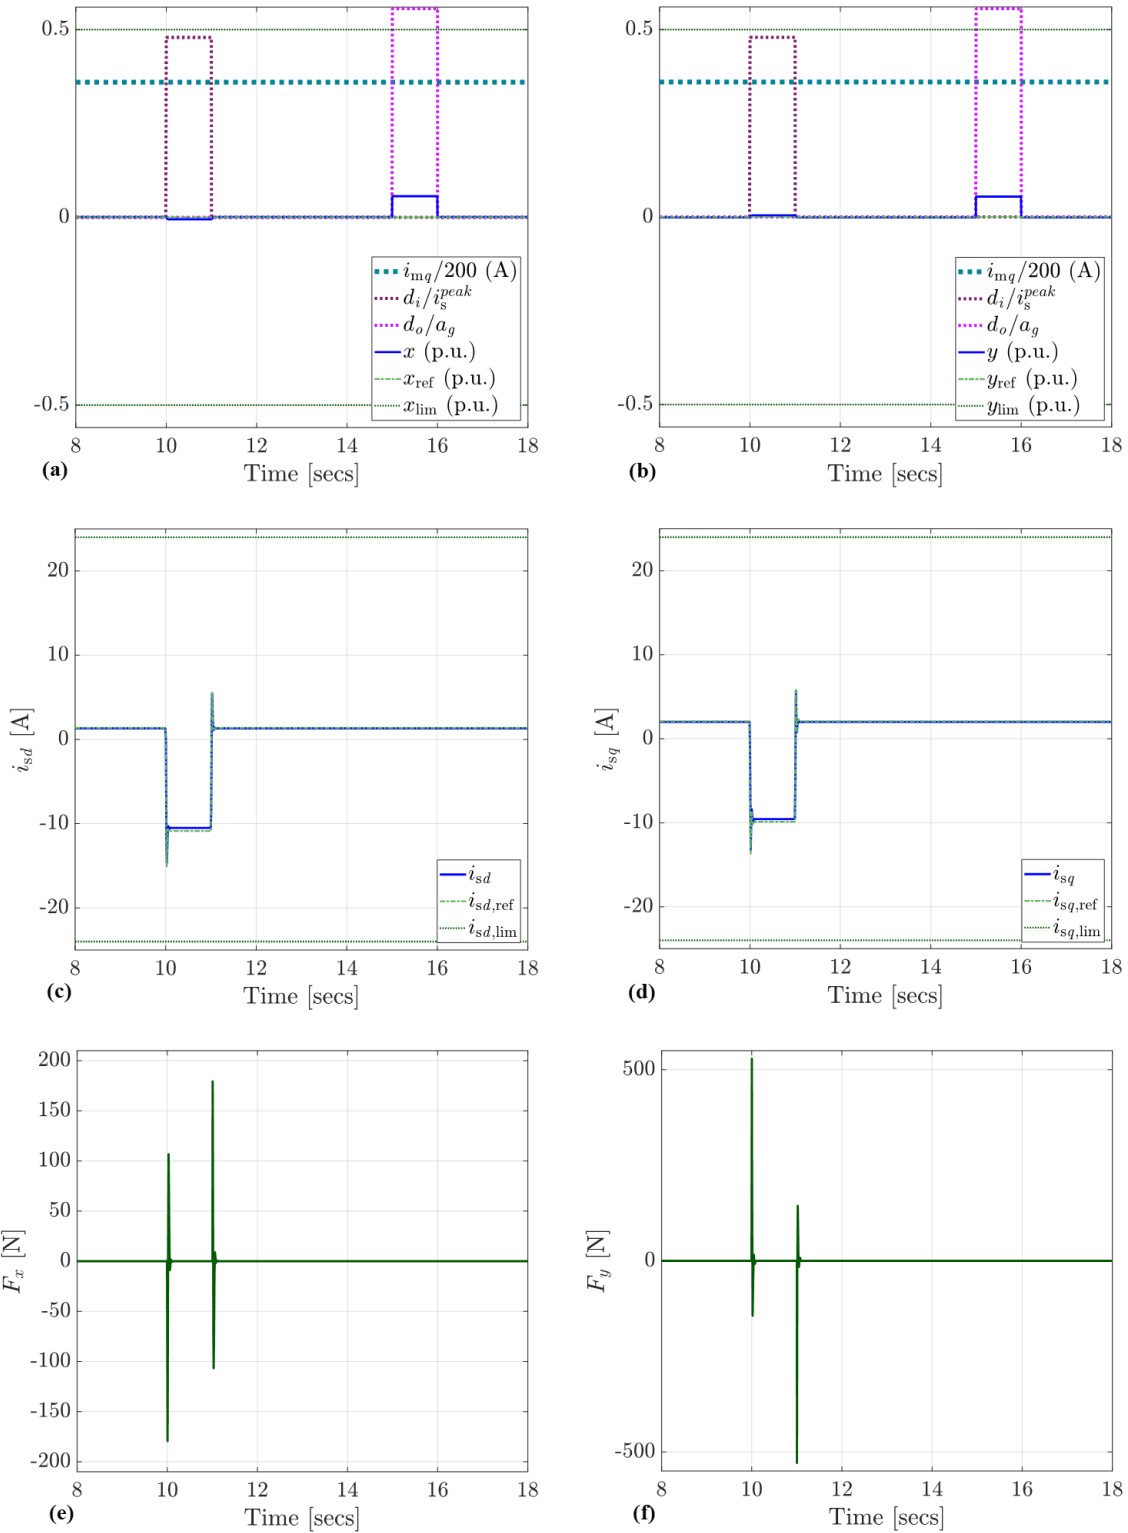 0.5
0
-0.5
i_mq/200 (A)
d_i/i_s^peak
d_o/a_g
x (p.u.)
x_ref (p.u.)
x_lim (p.u.)
8 10 12 14 16 18
(a) Time [secs]
0.5
0
-0.5
i_mq/200 (A)
d_i/i_s^peak
d_o/a_g
y (p.u.)
y_ref (p.u.)
y_lim (p.u.)
8 10 12 14 16 18
(b) Time [secs]
i_sd [A]
20
10
0
-10
-20
i_sd
i_sd,ref
i_sd,lim
8 10 12 14 16 18
(c) Time [secs]
i_sq [A]
20
10
0
-10
-20
i_sq
i_sq,ref
i_sq,lim
8 10 12 14 16 18
(d) Time [secs]
F_x [N]
200
150
100
50
0
-50
-100
-150
-200
8 10 12 14 16 18
(e) Time [secs]
F_y [N]
500
0
-500
8 10 12 14 16 18
(f) Time [secs]